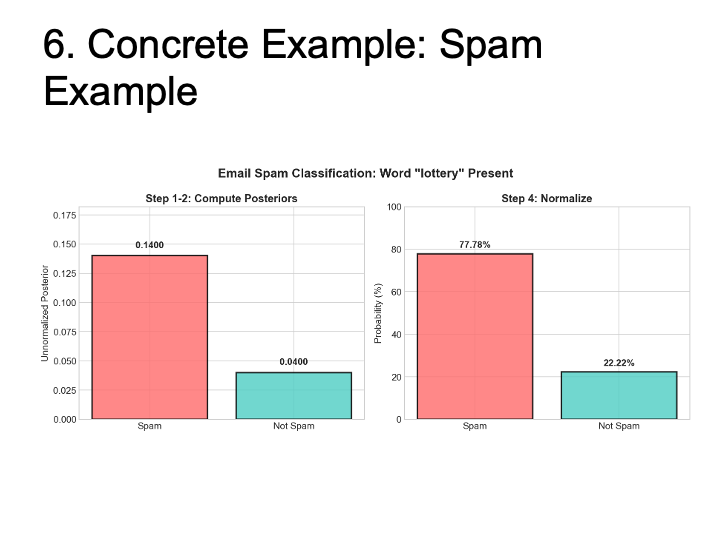 6. Concrete Example: Spam
Example
Email Spam Classification: Word "lottery" Present
Step 1-2: Compute Posteriors
Unnormalized Posterior
0.175
0.150
0.125
0.100
0.075
0.050
0.025
0.000
0.1400
0.0400
Spam
Not Spam
Step 4: Normalize
Probability (%)
100
80
60
40
20
0
77.78%
22.22%
Spam
Not Spam